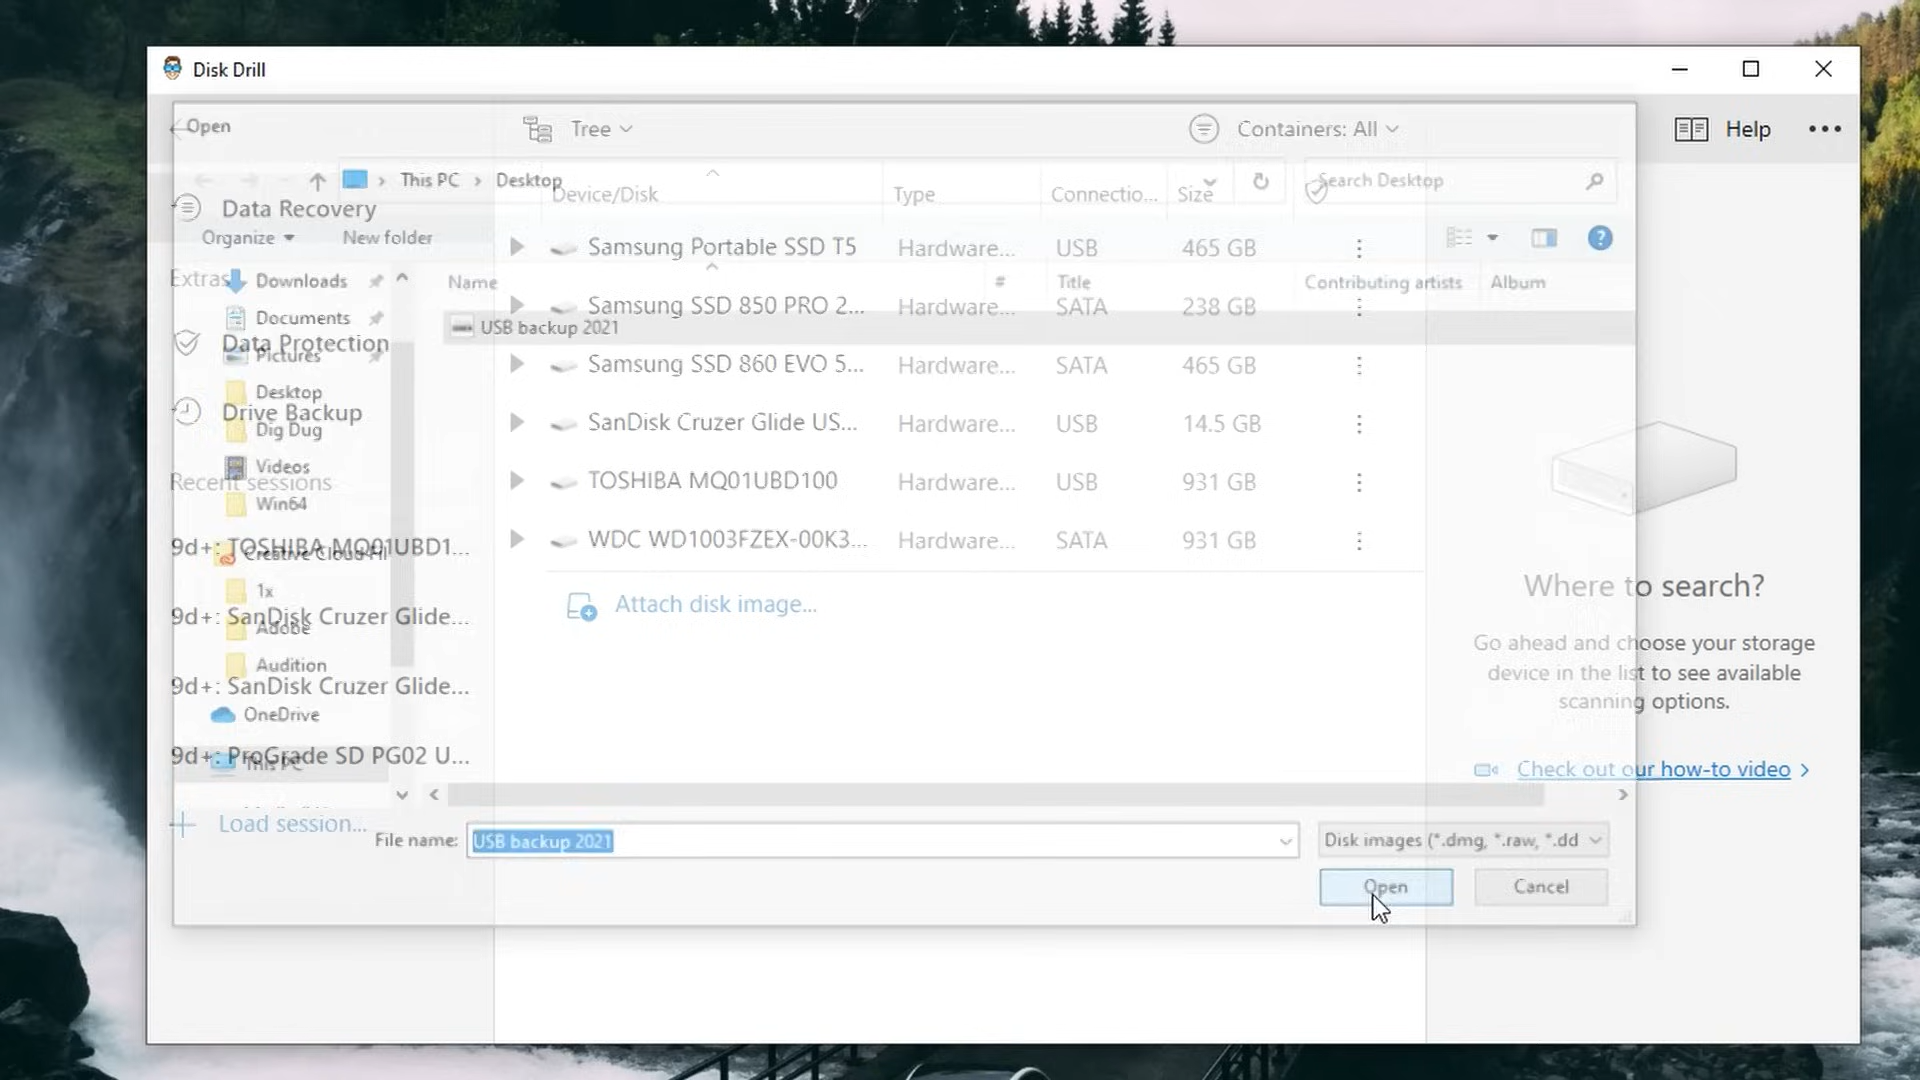 Disk Drill
Open
Tree
Containers: All
Help
This PC
Desktop
Search Desktop
Device/Disk
Type
Connectio...
Size
Data Recovery
Organize
New folder
Samsung Portable SSD T5 Hardware... USB 465 GB
Extras
Downloads
Name
#
Title
Contributing artists
Album
Samsung SSD 850 PRO 2... Hardware... SATA 238 GB
Documents
USB backup 2021
Data Protection
Pictures
Samsung SSD 860 EVO 5... Hardware... SATA 465 GB
Desktop
Drive Backup
Dig Dug
SanDisk Cruzer Glide US... Hardware... USB 14.5 GB
Videos
Recent sessions
TOSHIBA MQ01UBD100 Hardware... USB 931 GB
Win64
9d+: TOSHIBA MQ01UBD1...
Creative Cloud Fil
WDC WD1003FZEX-00K3... Hardware... SATA 931 GB
1x
Attach disk image...
9d+: SanDisk Cruzer Glide...
Adobe
Audition
9d+: SanDisk Cruzer Glide...
OneDrive
9d+: ProGrade SD PG02 U...
This PC
Where to search?
Go ahead and choose your storage
device in the list to see available
scanning options.
Check out our how-to video
Load session...
File name:
USB backup 2021
Disk images (*.dmg, *.raw, *.dd
Open
Cancel